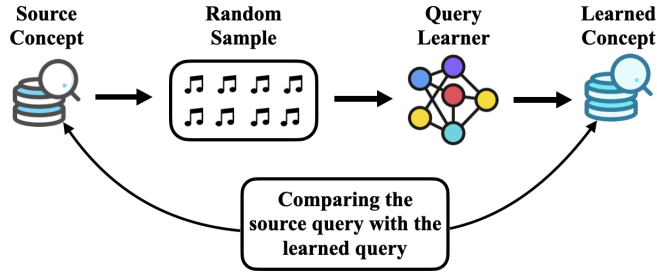 Source
Concept
Random
Sample
Query
Learner
Learned
Concept
Comparing the
source query with the
learned query